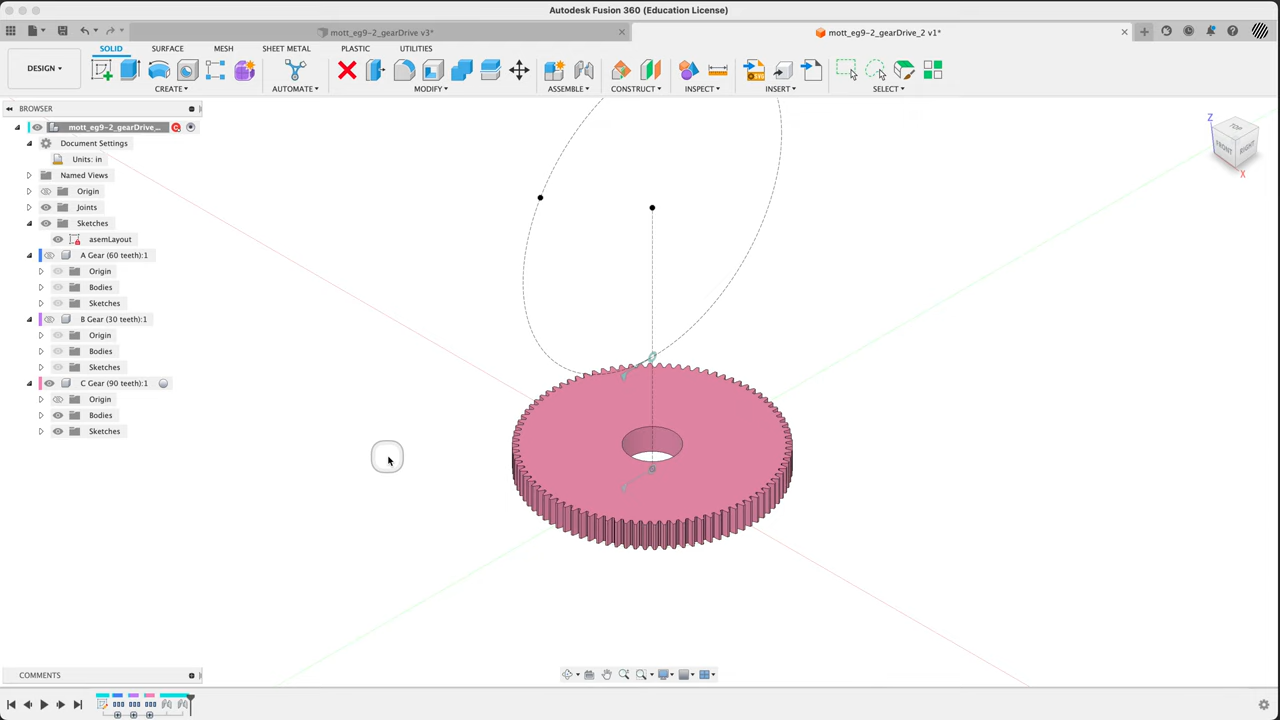 Autodesk Fusion 360 (Education License)
mott_eg9-2_gearDrive v3*
mott_eg9-2_gearDrive_2 v1*
DESIGN
SOLID
SURFACE
MESH
SHEET METAL
PLASTIC
UTILITIES
CREATE
AUTOMATE
MODIFY
ASSEMBLE
CONSTRUCT
INSPECT
INSERT
SELECT
BROWSER
mott_eg9-2_gearDrive_...
Document Settings
Units: in
Named Views
Origin
Joints
Sketches
asemLayout
A Gear (60 teeth):1
Origin
Bodies
Sketches
B Gear (30 teeth):1
Origin
Bodies
Sketches
C Gear (90 teeth):1
Origin
Bodies
Sketches
Z
TOP
FRONT
RIGHT
X
COMMENTS